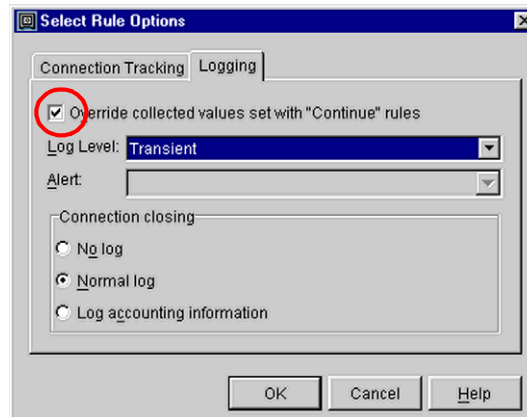 Select Rule Options
Connection Tracking Logging
Override collected values set with "Continue" rules
Log Level: Transient
Alert:
Connection closing
No log
Normal log
Log accounting information
OK Cancel Help